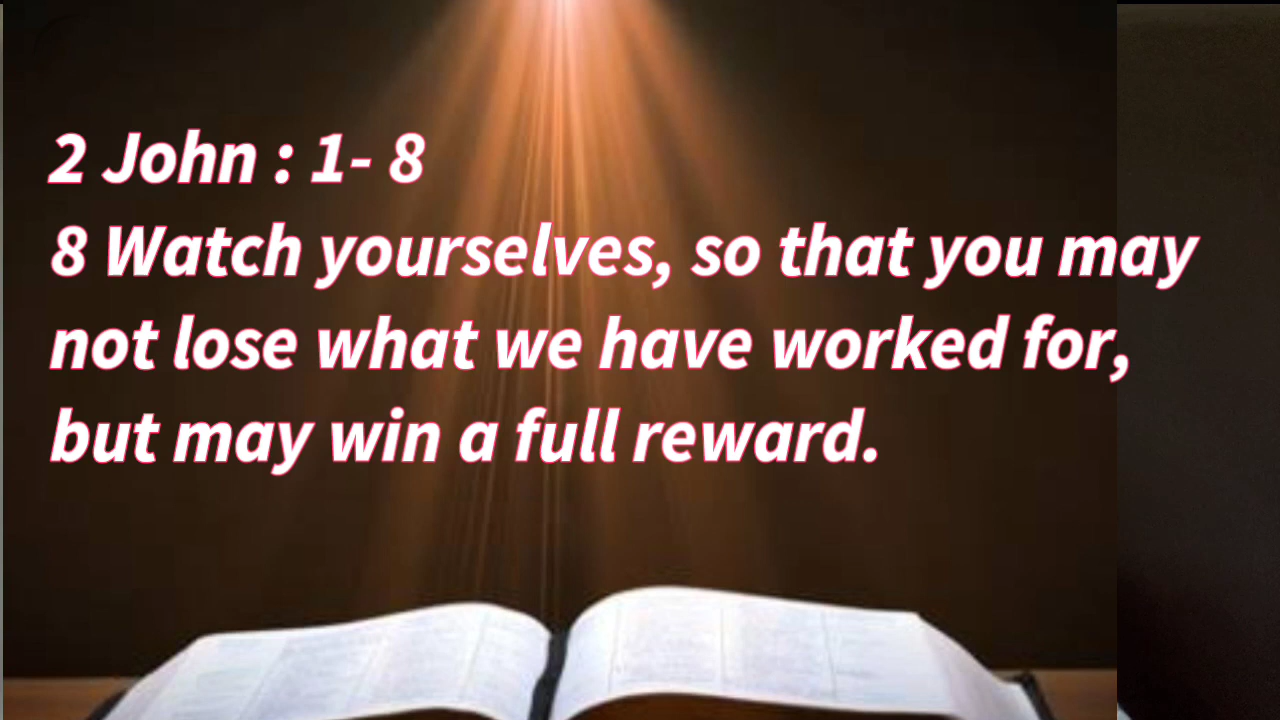 2 John : 1- 8
8 Watch yourselves, so that you may
not lose what we have worked for,
but may win a full reward.